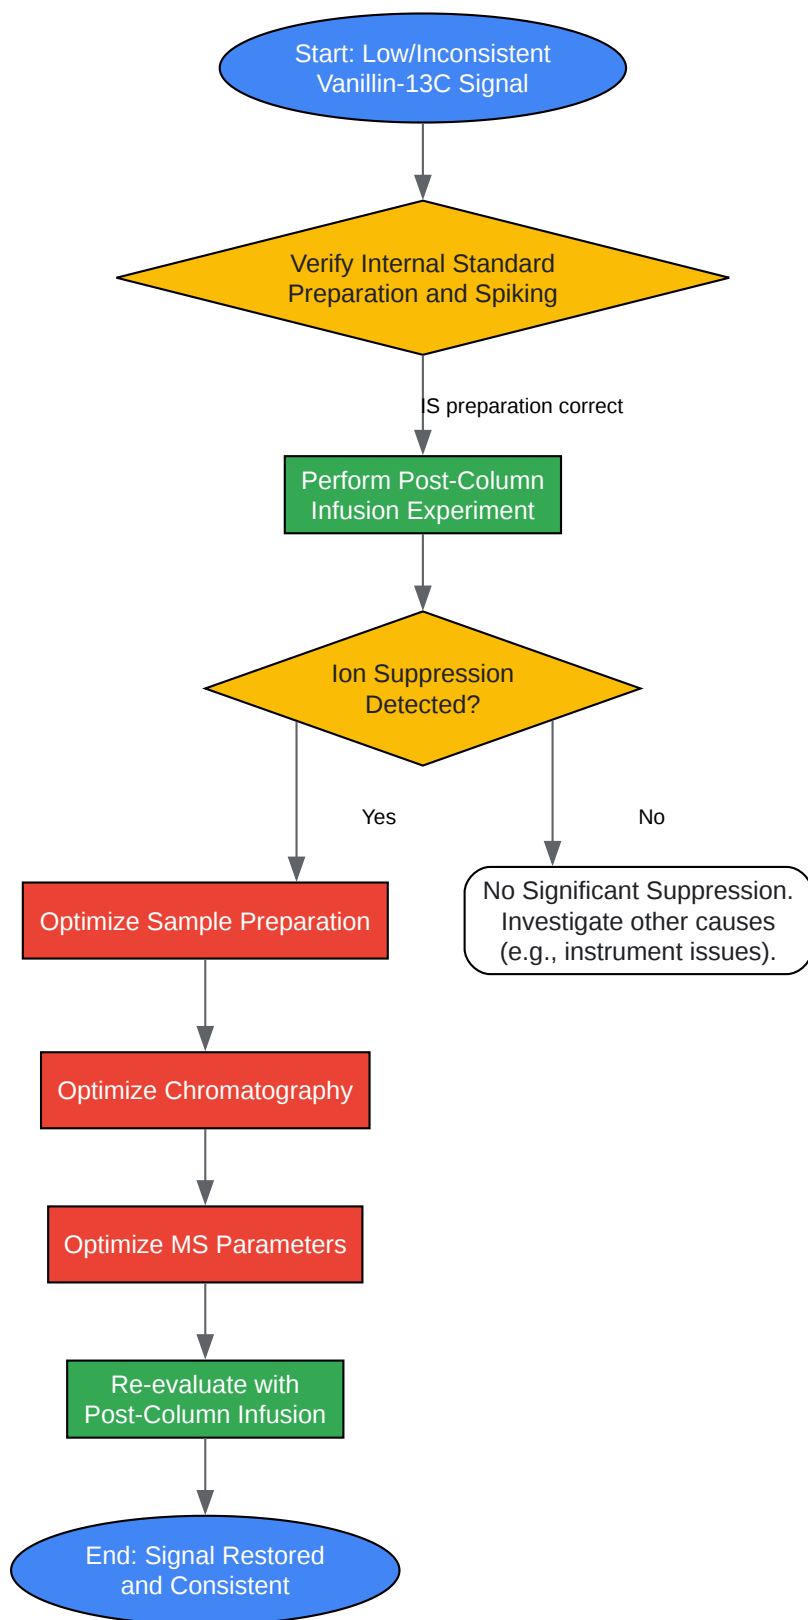 Start: Low/Inconsistent
Vanillin-13C Signal
Verify Internal Standard
Preparation and Spiking
IS preparation correct
Perform Post-Column
Infusion Experiment
Ion Suppression
Detected?
Yes
No
No Significant Suppression.
Investigate other causes
(e.g., instrument issues).
Optimize Sample Preparation
Optimize Chromatography
Optimize MS Parameters
Re-evaluate with
Post-Column Infusion
End: Signal Restored
and Consistent